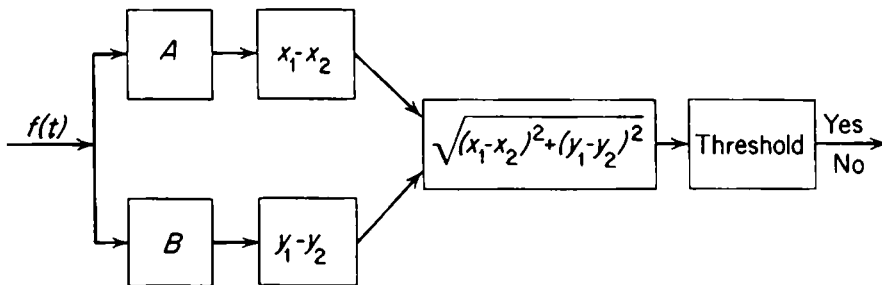 A
x₁-x₂
f(t)
√(x₁-x₂)²+(y₁-y₂)²
Threshold
Yes
No
B
y₁-y₂